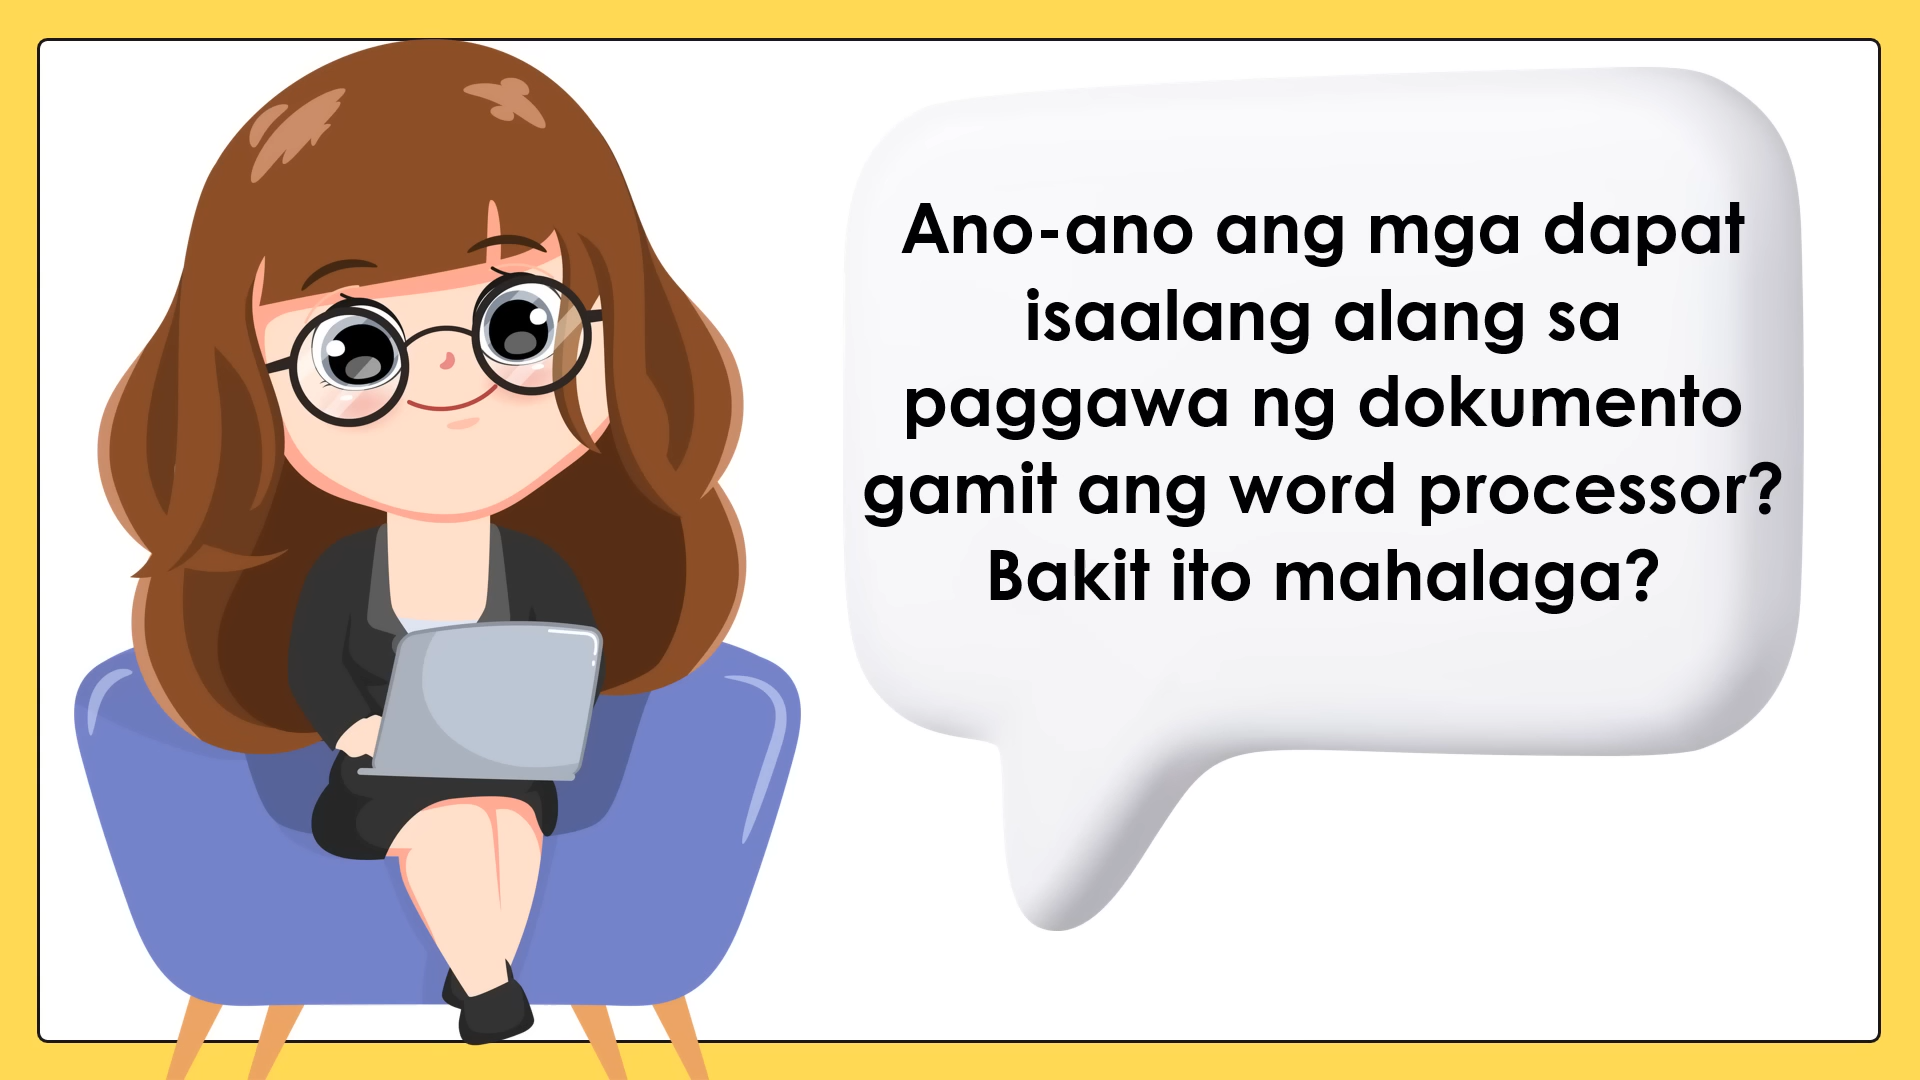 Ano-ano ang mga dapat
isaalang alang sa
paggawa ng dokumento
gamit ang word processor?
Bakit ito mahalaga?